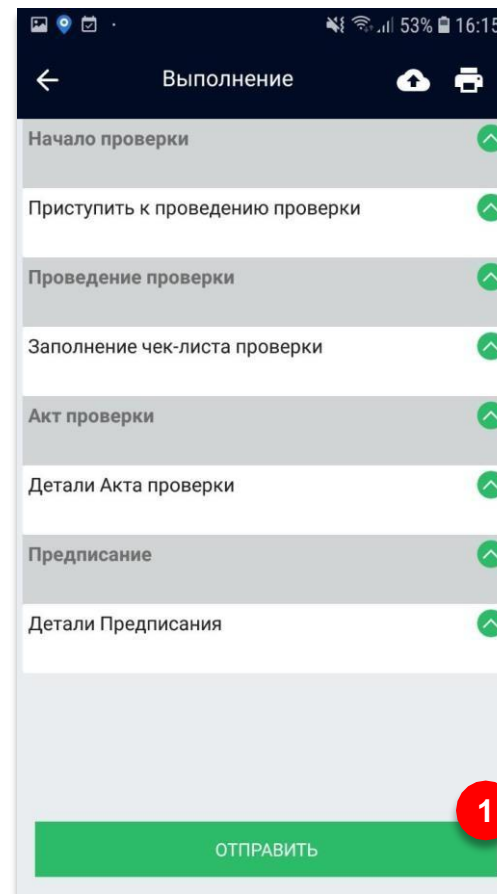 53% 16:15
Выполнение
Начало проверки
Приступить к проведению проверки
Проведение проверки
Заполнение чек-листа проверки
Акт проверки
Детали Акта проверки
Предписание
Детали Предписания
1
ОТПРАВИТЬ